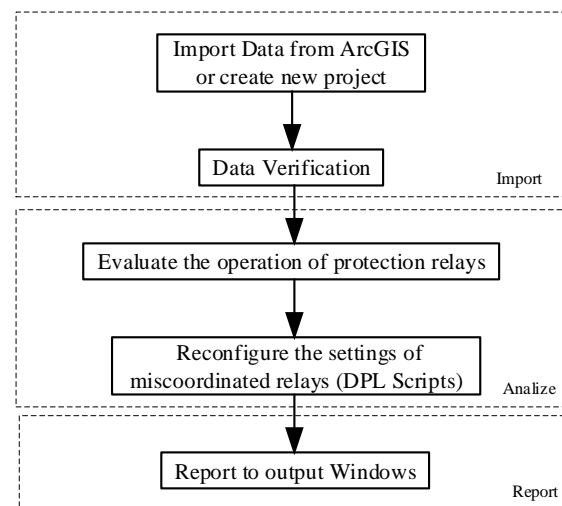 Import Data from ArcGIS
or create new project
Data Verification
Import
Evaluate the operation of protection relays
Reconfigure the settings of
miscoordinated relays (DPL Scripts)
Analize
Report to output Windows
Report